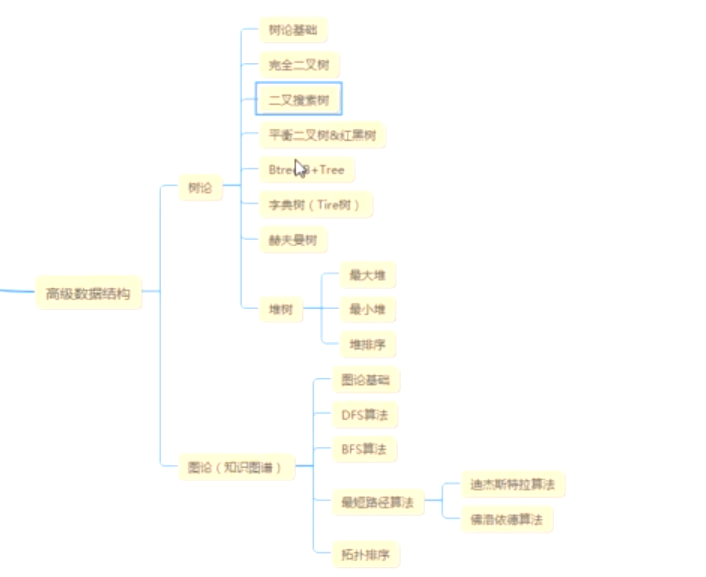 高级数据结构
树论
树论基础
完全二叉树
二叉搜索树
平衡二叉树&红黑树
Btree B+Tree
字典树（Tire树）
赫夫曼树
堆树
最大堆
最小堆
堆排序
图论（知识图谱）
图论基础
DFS算法
BFS算法
最短路径算法
迪杰斯特拉算法
佛洛依德算法
拓扑排序